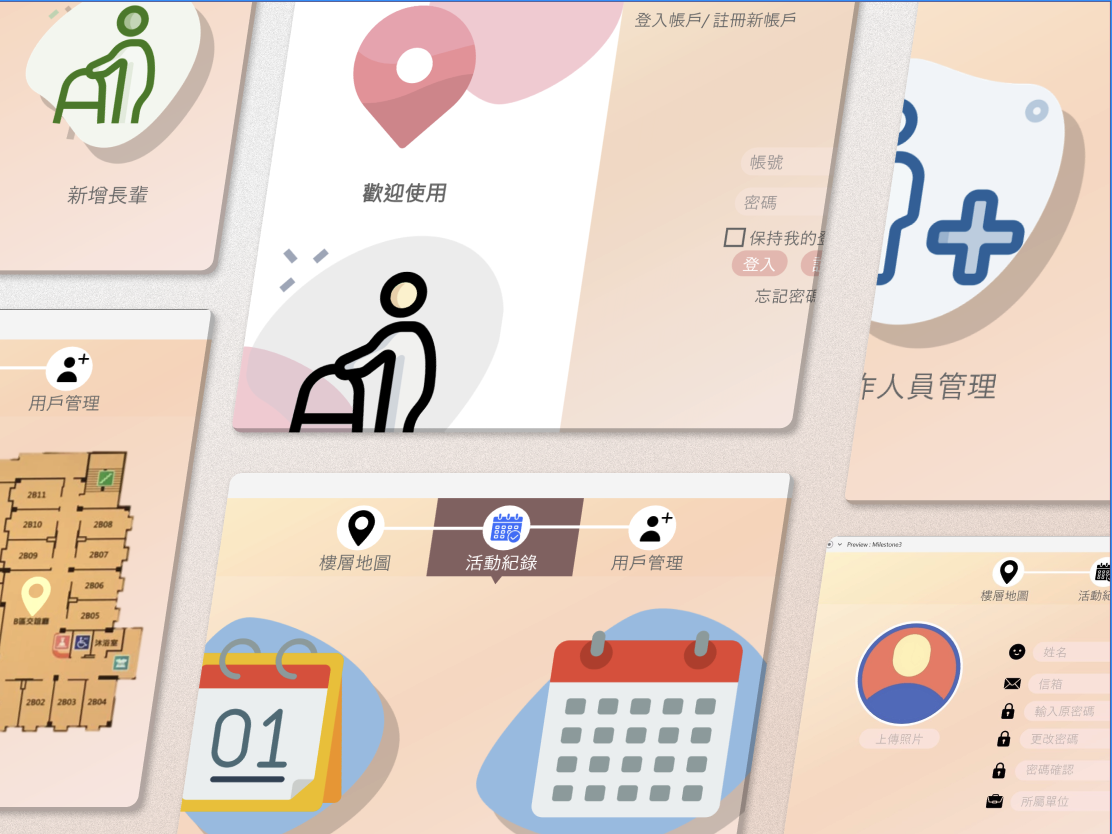 新增長輩
登入帳戶/ 註冊新帳戶
歡迎使用
帳號
密碼
保持我的登
登入
忘記密碼
作人員管理
用戶管理
2B11
2B10
2B08
2B09
2B07
2B06
B區交誼廳
2B05
沐浴室
2B02
2B03
2B04
樓層地圖
活動紀錄
用戶管理
01
Preview : Milestone3
樓層地圖
活動紀
姓名
信箱
輸入原密碼
更改密碼
密碼確認
所屬單位
上傳照片